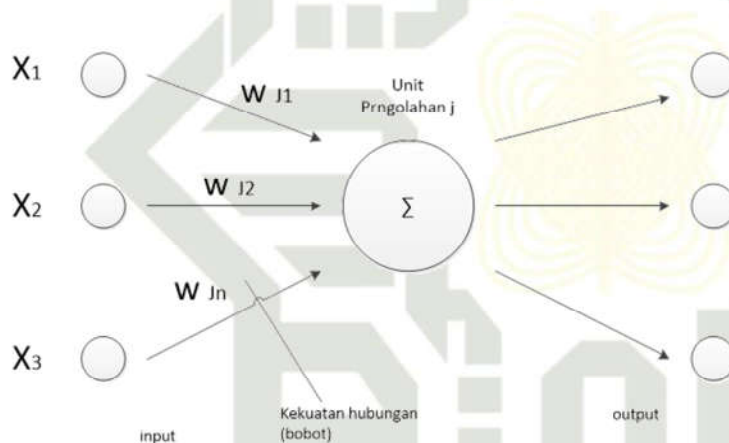 X1
W J1
Unit
Prngolahan j
X2
W J2
Σ
W Jn
X3
Kekuatan hubungan
(bobot)
input
output